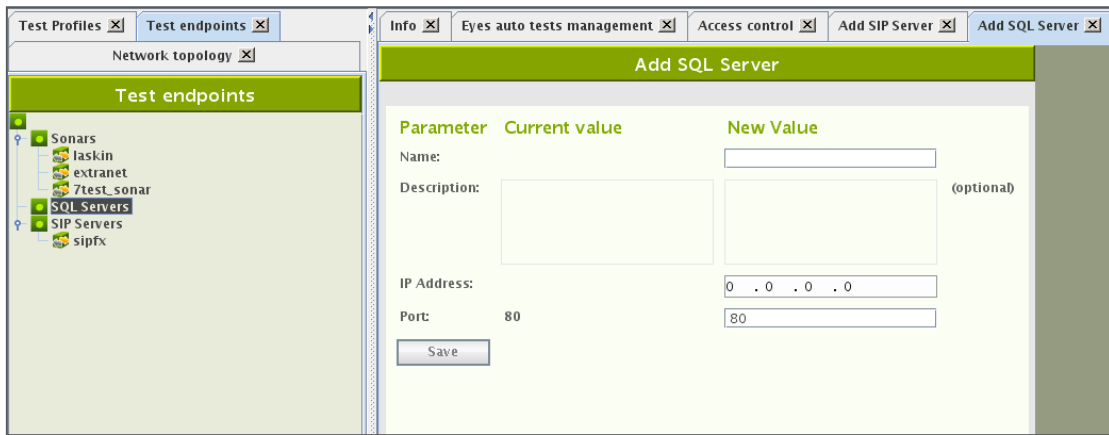 Test Profiles
Test endpoints
Network topology
Test endpoints
Sonars
laskin
extranet
7test_sonar
SQL Servers
SIP Servers
sipfx
Info
Eyes auto tests management
Access control
Add SIP Server
Add SQL Server
Add SQL Server
Parameter Current value New Value
Name:
Description: (optional)
IP Address: 0 .0 .0 .0
Port: 80 80
Save